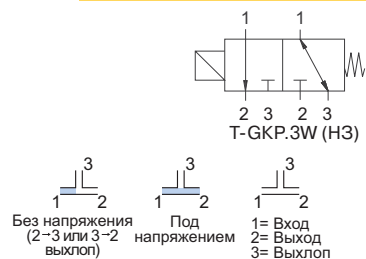 1 1
2 3 2 3
T-GKP.3W (НЗ)
3 3 3
1 2 1 2 1 2
Без напряжения
(2→3 или 3→2
выхлоп)
Под
напряжением
1= Вход
2= Выход
3= Выхлоп